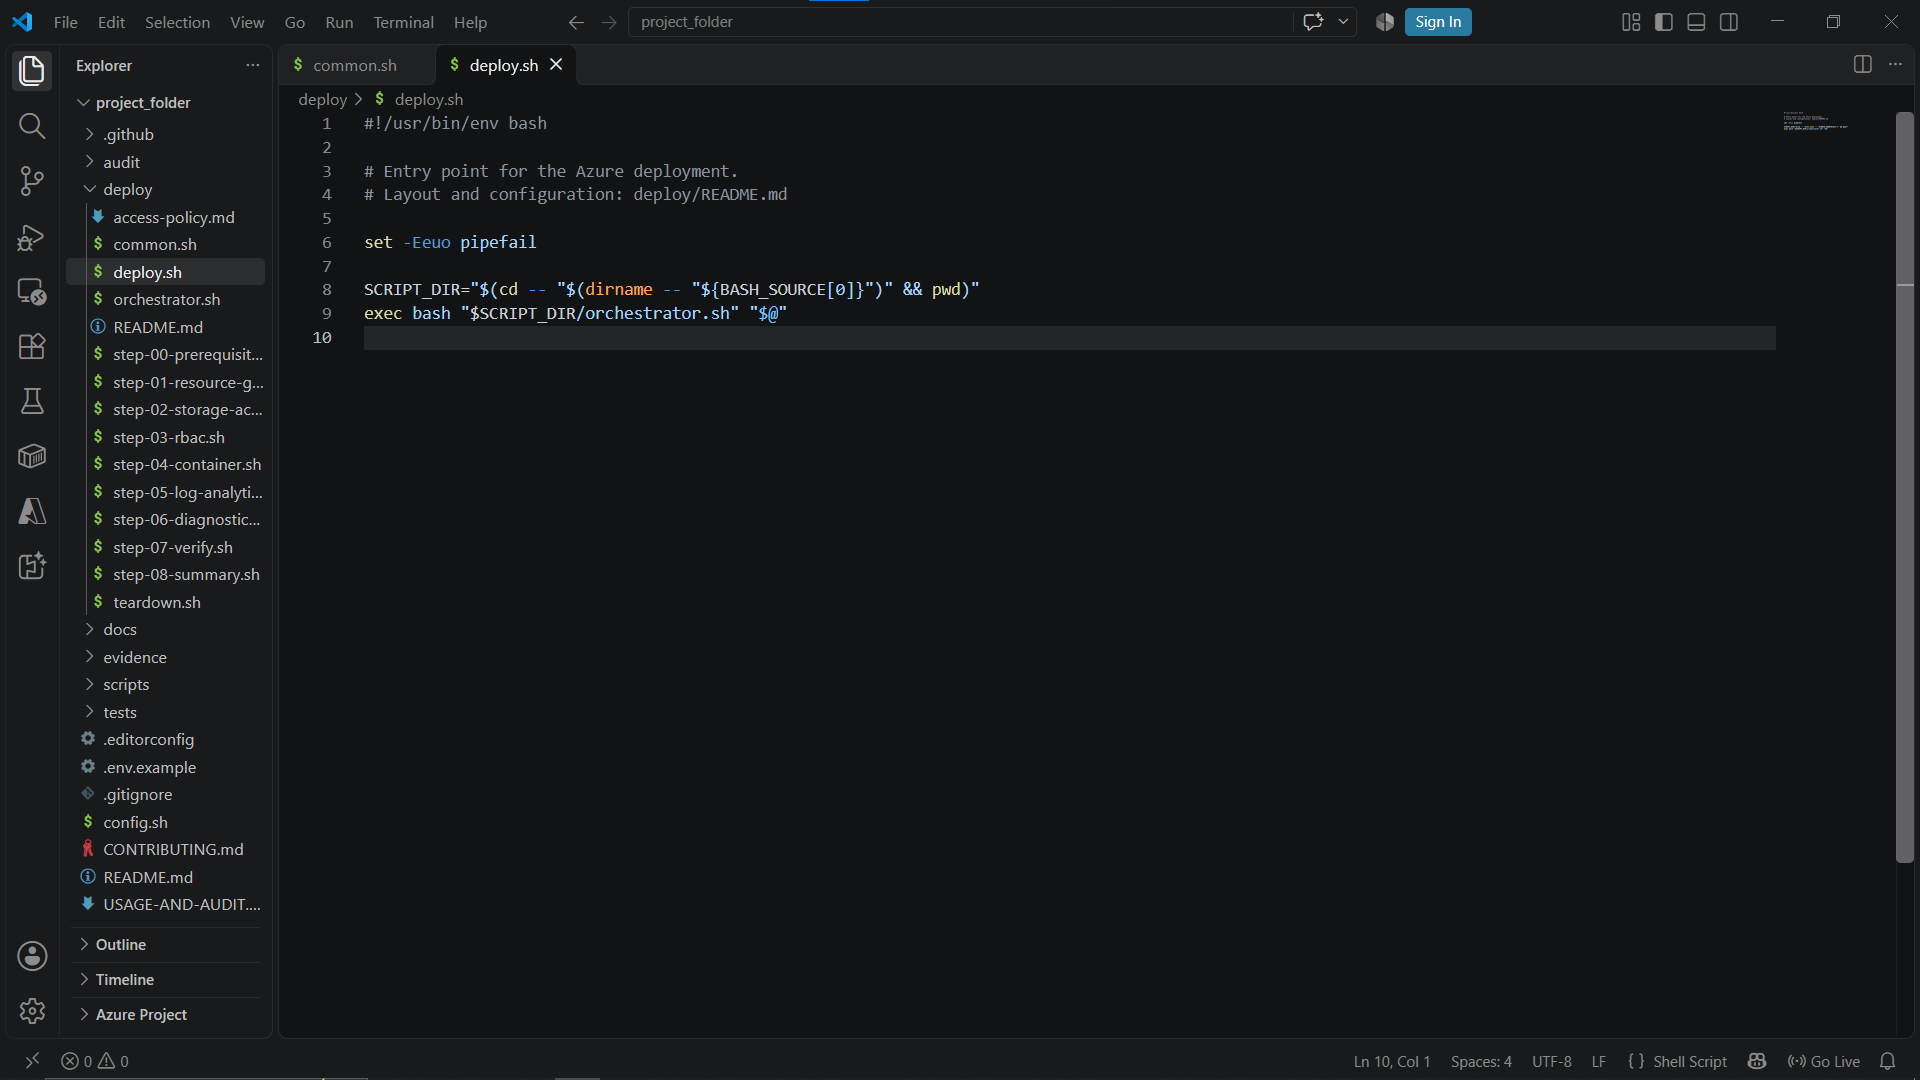 File Edit Selection View Go Run Terminal Help
project_folder
Sign In
Explorer
project_folder
.github
audit
deploy
access-policy.md
common.sh
deploy.sh
orchestrator.sh
README.md
step-00-prerequisit...
step-01-resource-g...
step-02-storage-ac...
step-03-rbac.sh
step-04-container.sh
step-05-log-analyti...
step-06-diagnostic...
step-07-verify.sh
step-08-summary.sh
teardown.sh
docs
evidence
scripts
tests
.editorconfig
.env.example
.gitignore
config.sh
CONTRIBUTING.md
README.md
USAGE-AND-AUDIT....
Outline
Timeline
Azure Project
common.sh
deploy.sh
deploy > $ deploy.sh
1 #!/usr/bin/env bash
2
3 # Entry point for the Azure deployment.
4 # Layout and configuration: deploy/README.md
5
6 set -Eeuo pipefail
7
8 SCRIPT_DIR="$(cd -- "$(dirname -- "${BASH_SOURCE[0]}")" && pwd)"
9 exec bash "$SCRIPT_DIR/orchestrator.sh" "$@"
10
0 0
Ln 10, Col 1 Spaces: 4 UTF-8 LF {} Shell Script Go Live